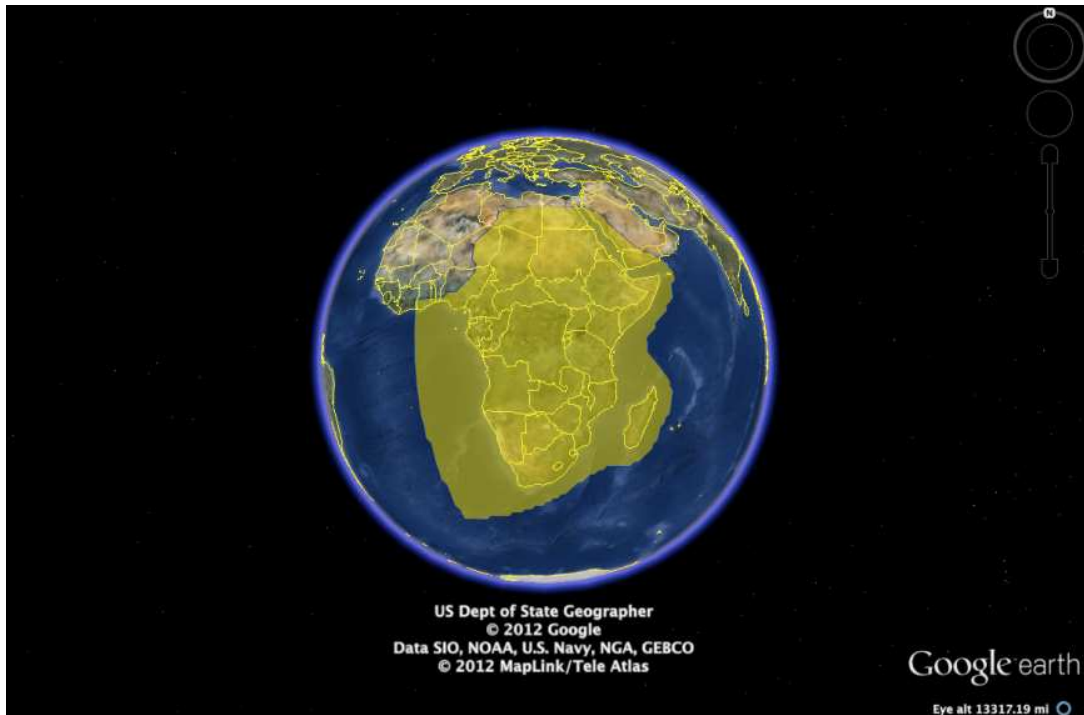 N
US Dept of State Geographer
© 2012 Google
Data SIO, NOAA, U.S. Navy, NGA, GEBCO
© 2012 MapLink/Tele Atlas
Google earth
Eye alt 13317.19 mi